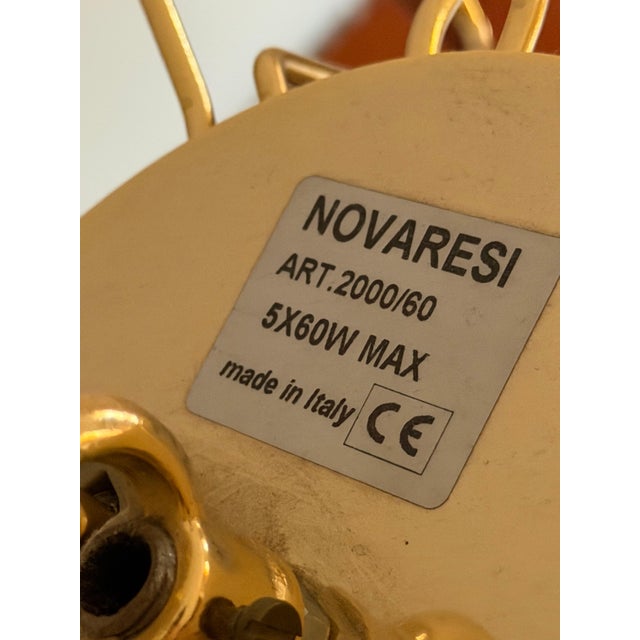 NOVARESI
ART.2000/60
5X60W MAX
made in Italy CE